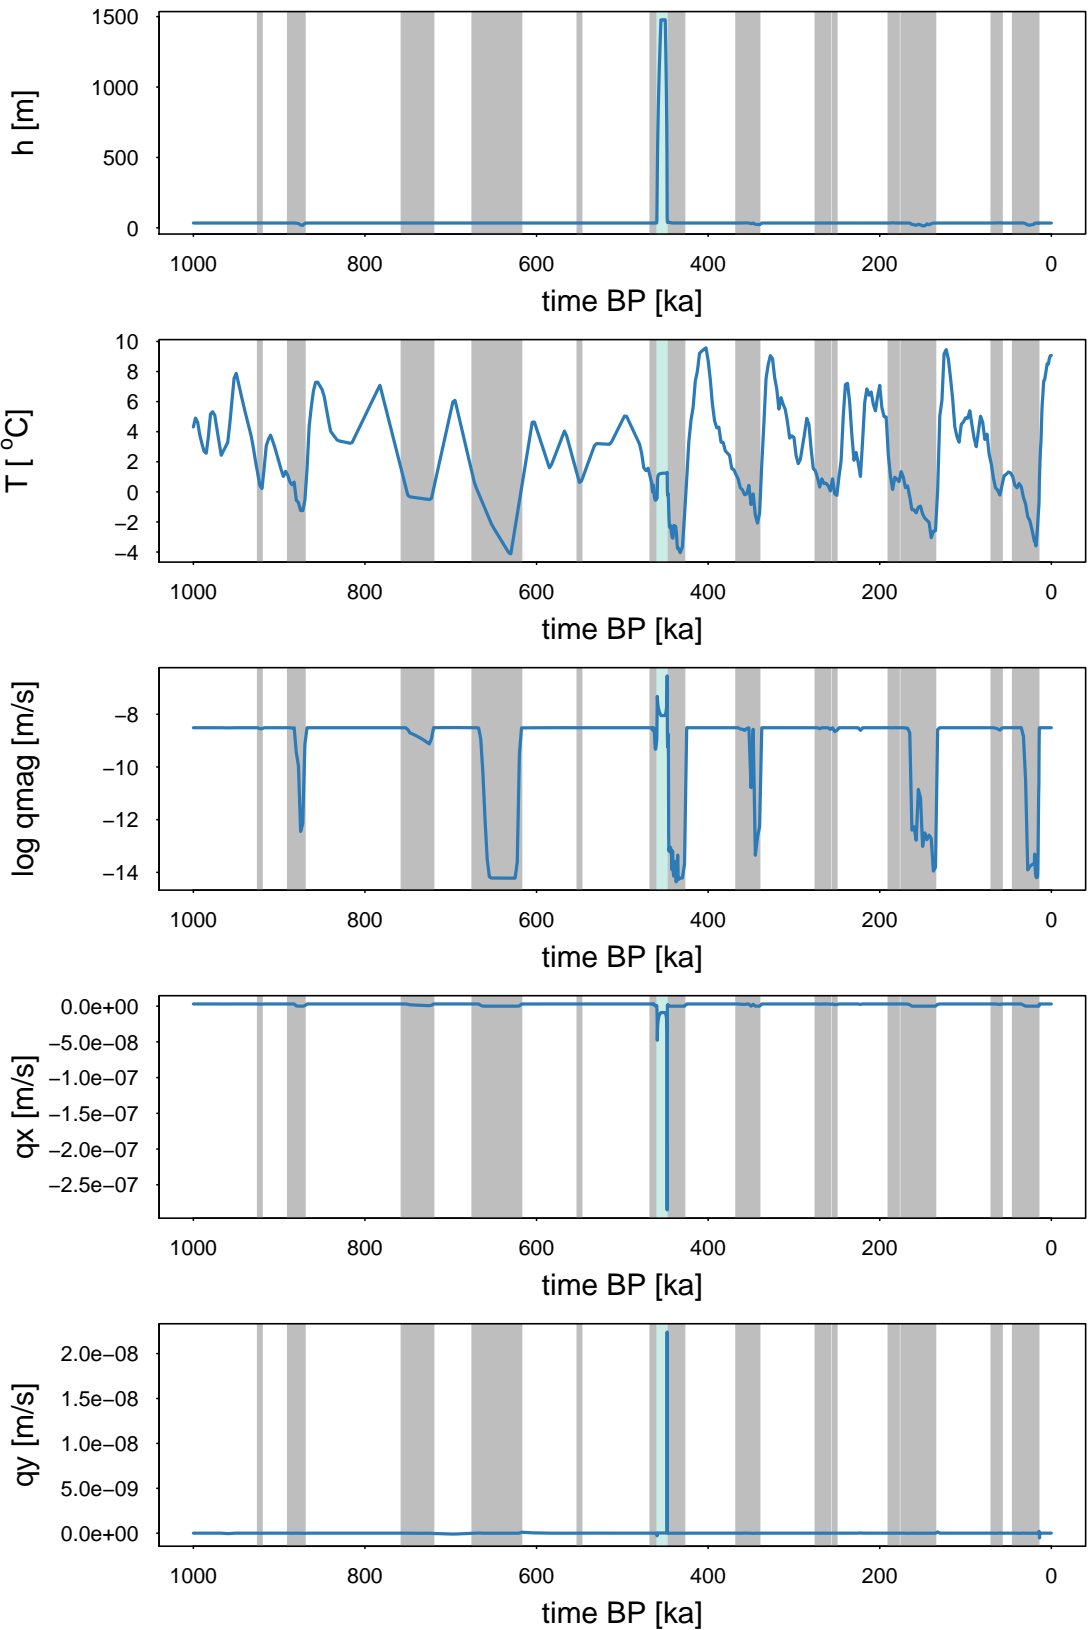 h [m]
1500
1000
500
0
1000 800 600 400 200 0
time BP [ka]
T [ °C]
10
8
6
4
2
0
−2
−4
1000 800 600 400 200 0
time BP [ka]
log qmag [m/s]
−8
−10
−12
−14
1000 800 600 400 200 0
time BP [ka]
qx [m/s]
0.0e+00
−5.0e−08
−1.0e−07
−1.5e−07
−2.0e−07
−2.5e−07
1000 800 600 400 200 0
time BP [ka]
qy [m/s]
2.0e−08
1.5e−08
1.0e−08
5.0e−09
0.0e+00
1000 800 600 400 200 0
time BP [ka]